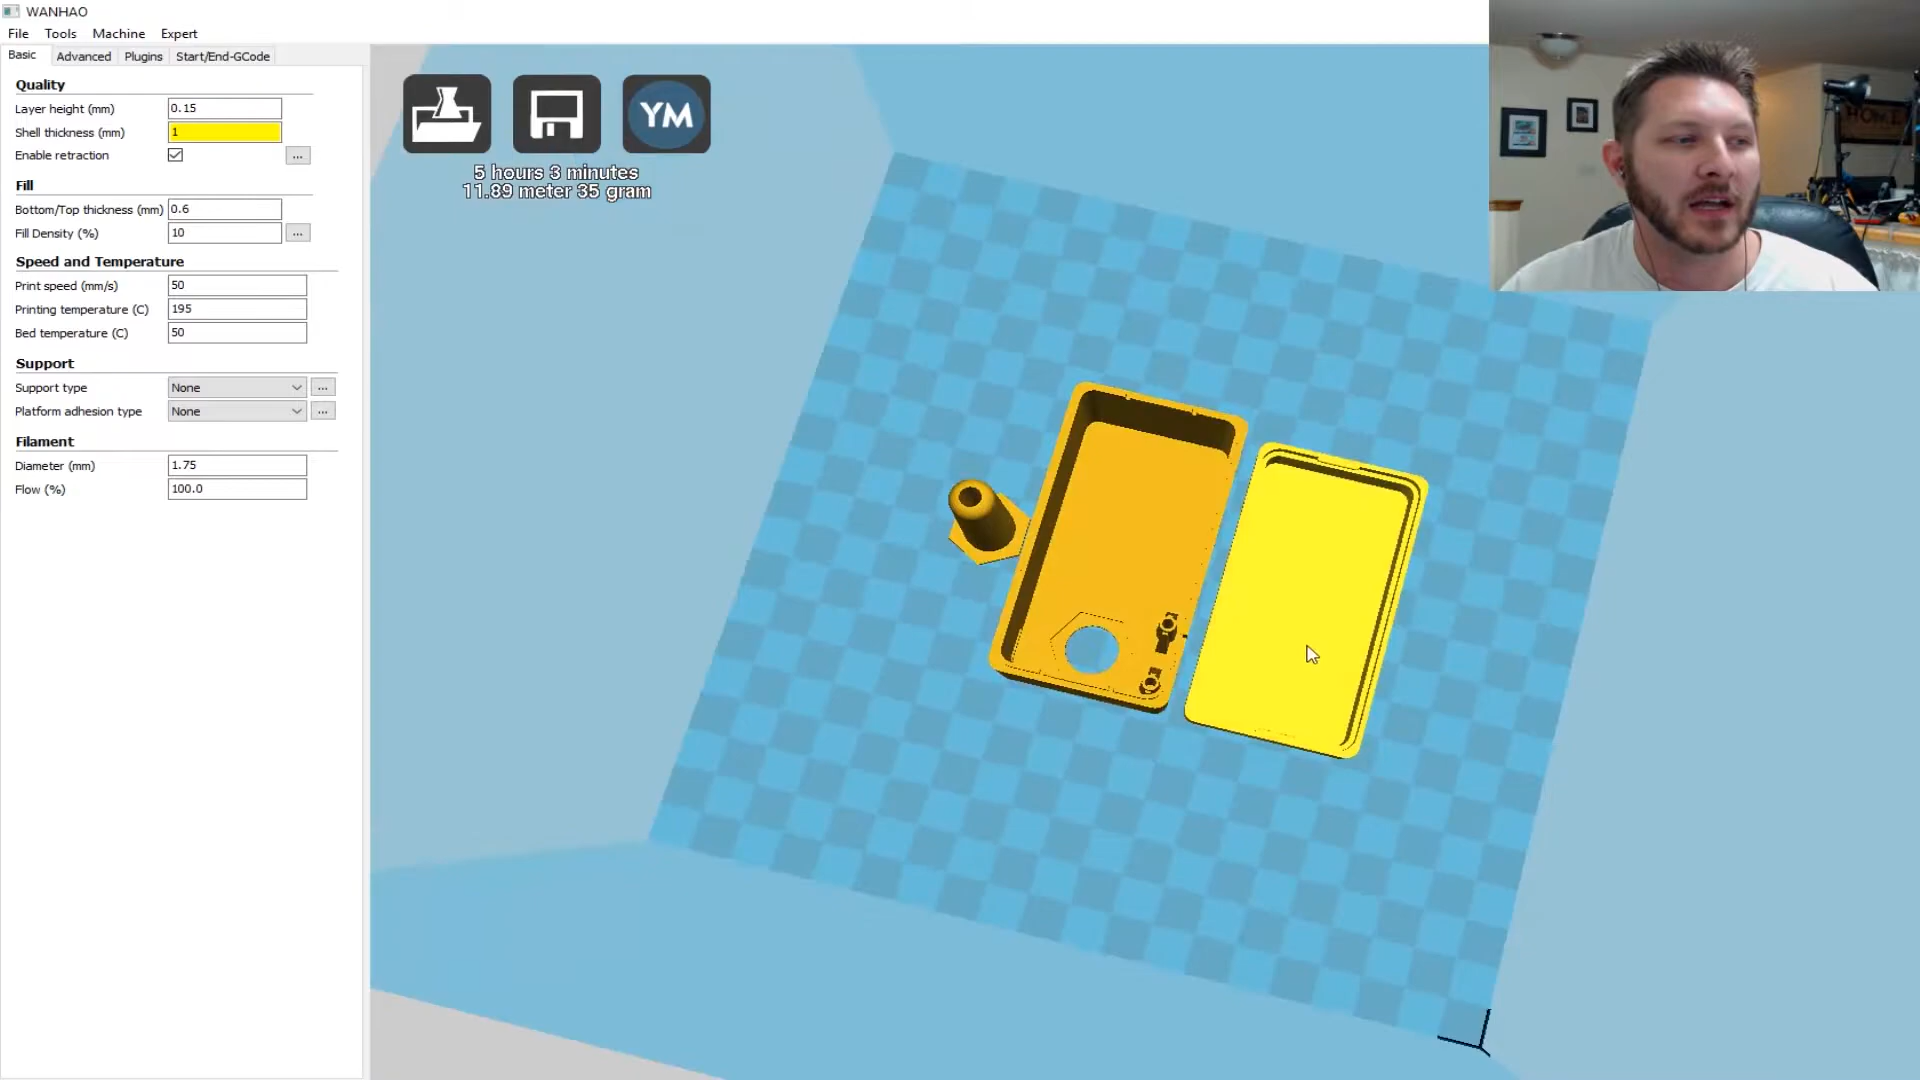 WANHAO
File Tools Machine Expert
Basic Advanced Plugins Start/End-GCode
Quality
Layer height (mm) 0.15
Shell thickness (mm) 1
Enable retraction ...
Fill
Bottom/Top thickness (mm) 0.6
Fill Density (%) 10 ...
Speed and Temperature
Print speed (mm/s) 50
Printing temperature (C) 195
Bed temperature (C) 50
Support
Support type None ...
Platform adhesion type None ...
Filament
Diameter (mm) 1.75
Flow (%) 100.0
YM
5 hours 3 minutes
11.89 meter 35 gram
HOME